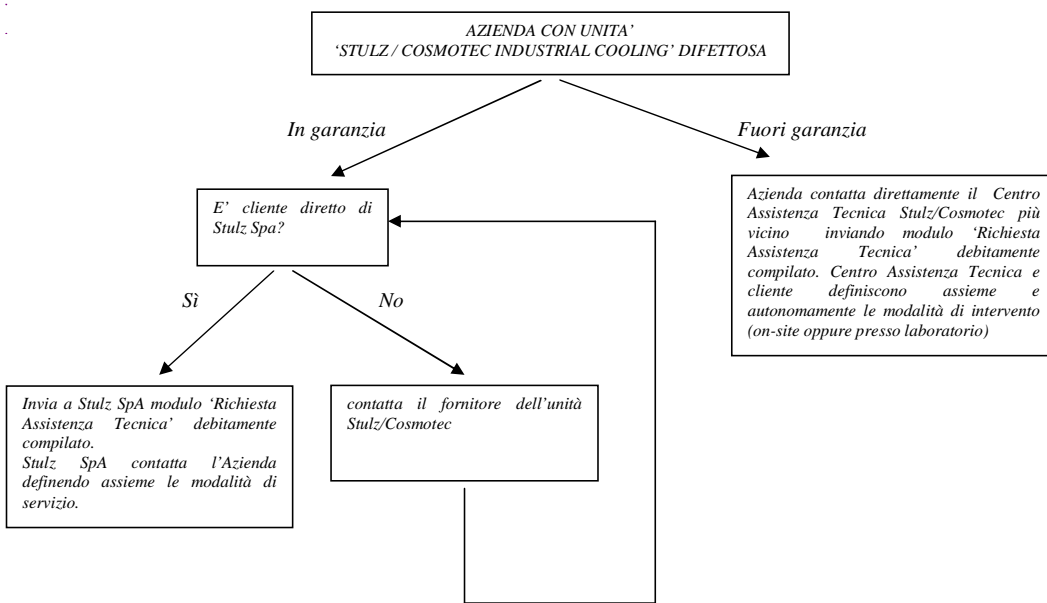 AZIENDA CON UNITA'
'STULZ / COSMOTEC INDUSTRIAL COOLING' DIFETTOSA
In garanzia
Fuori garanzia
E' cliente diretto di
Stulz Spa?
Azienda contatta direttamente il Centro
Assistenza Tecnica Stulz/Cosmotec più
vicino inviando modulo 'Richiesta
Assistenza Tecnica' debitamente
compilato. Centro Assistenza Tecnica e
cliente definiscono assieme e
autonomamente le modalità di intervento
(on-site oppure presso laboratorio)
Sì
No
Invia a Stulz SpA modulo 'Richiesta
Assistenza Tecnica' debitamente
compilato.
Stulz SpA contatta l'Azienda
definendo assieme le modalità di
servizio.
contatta il fornitore dell'unità
Stulz/Cosmotec